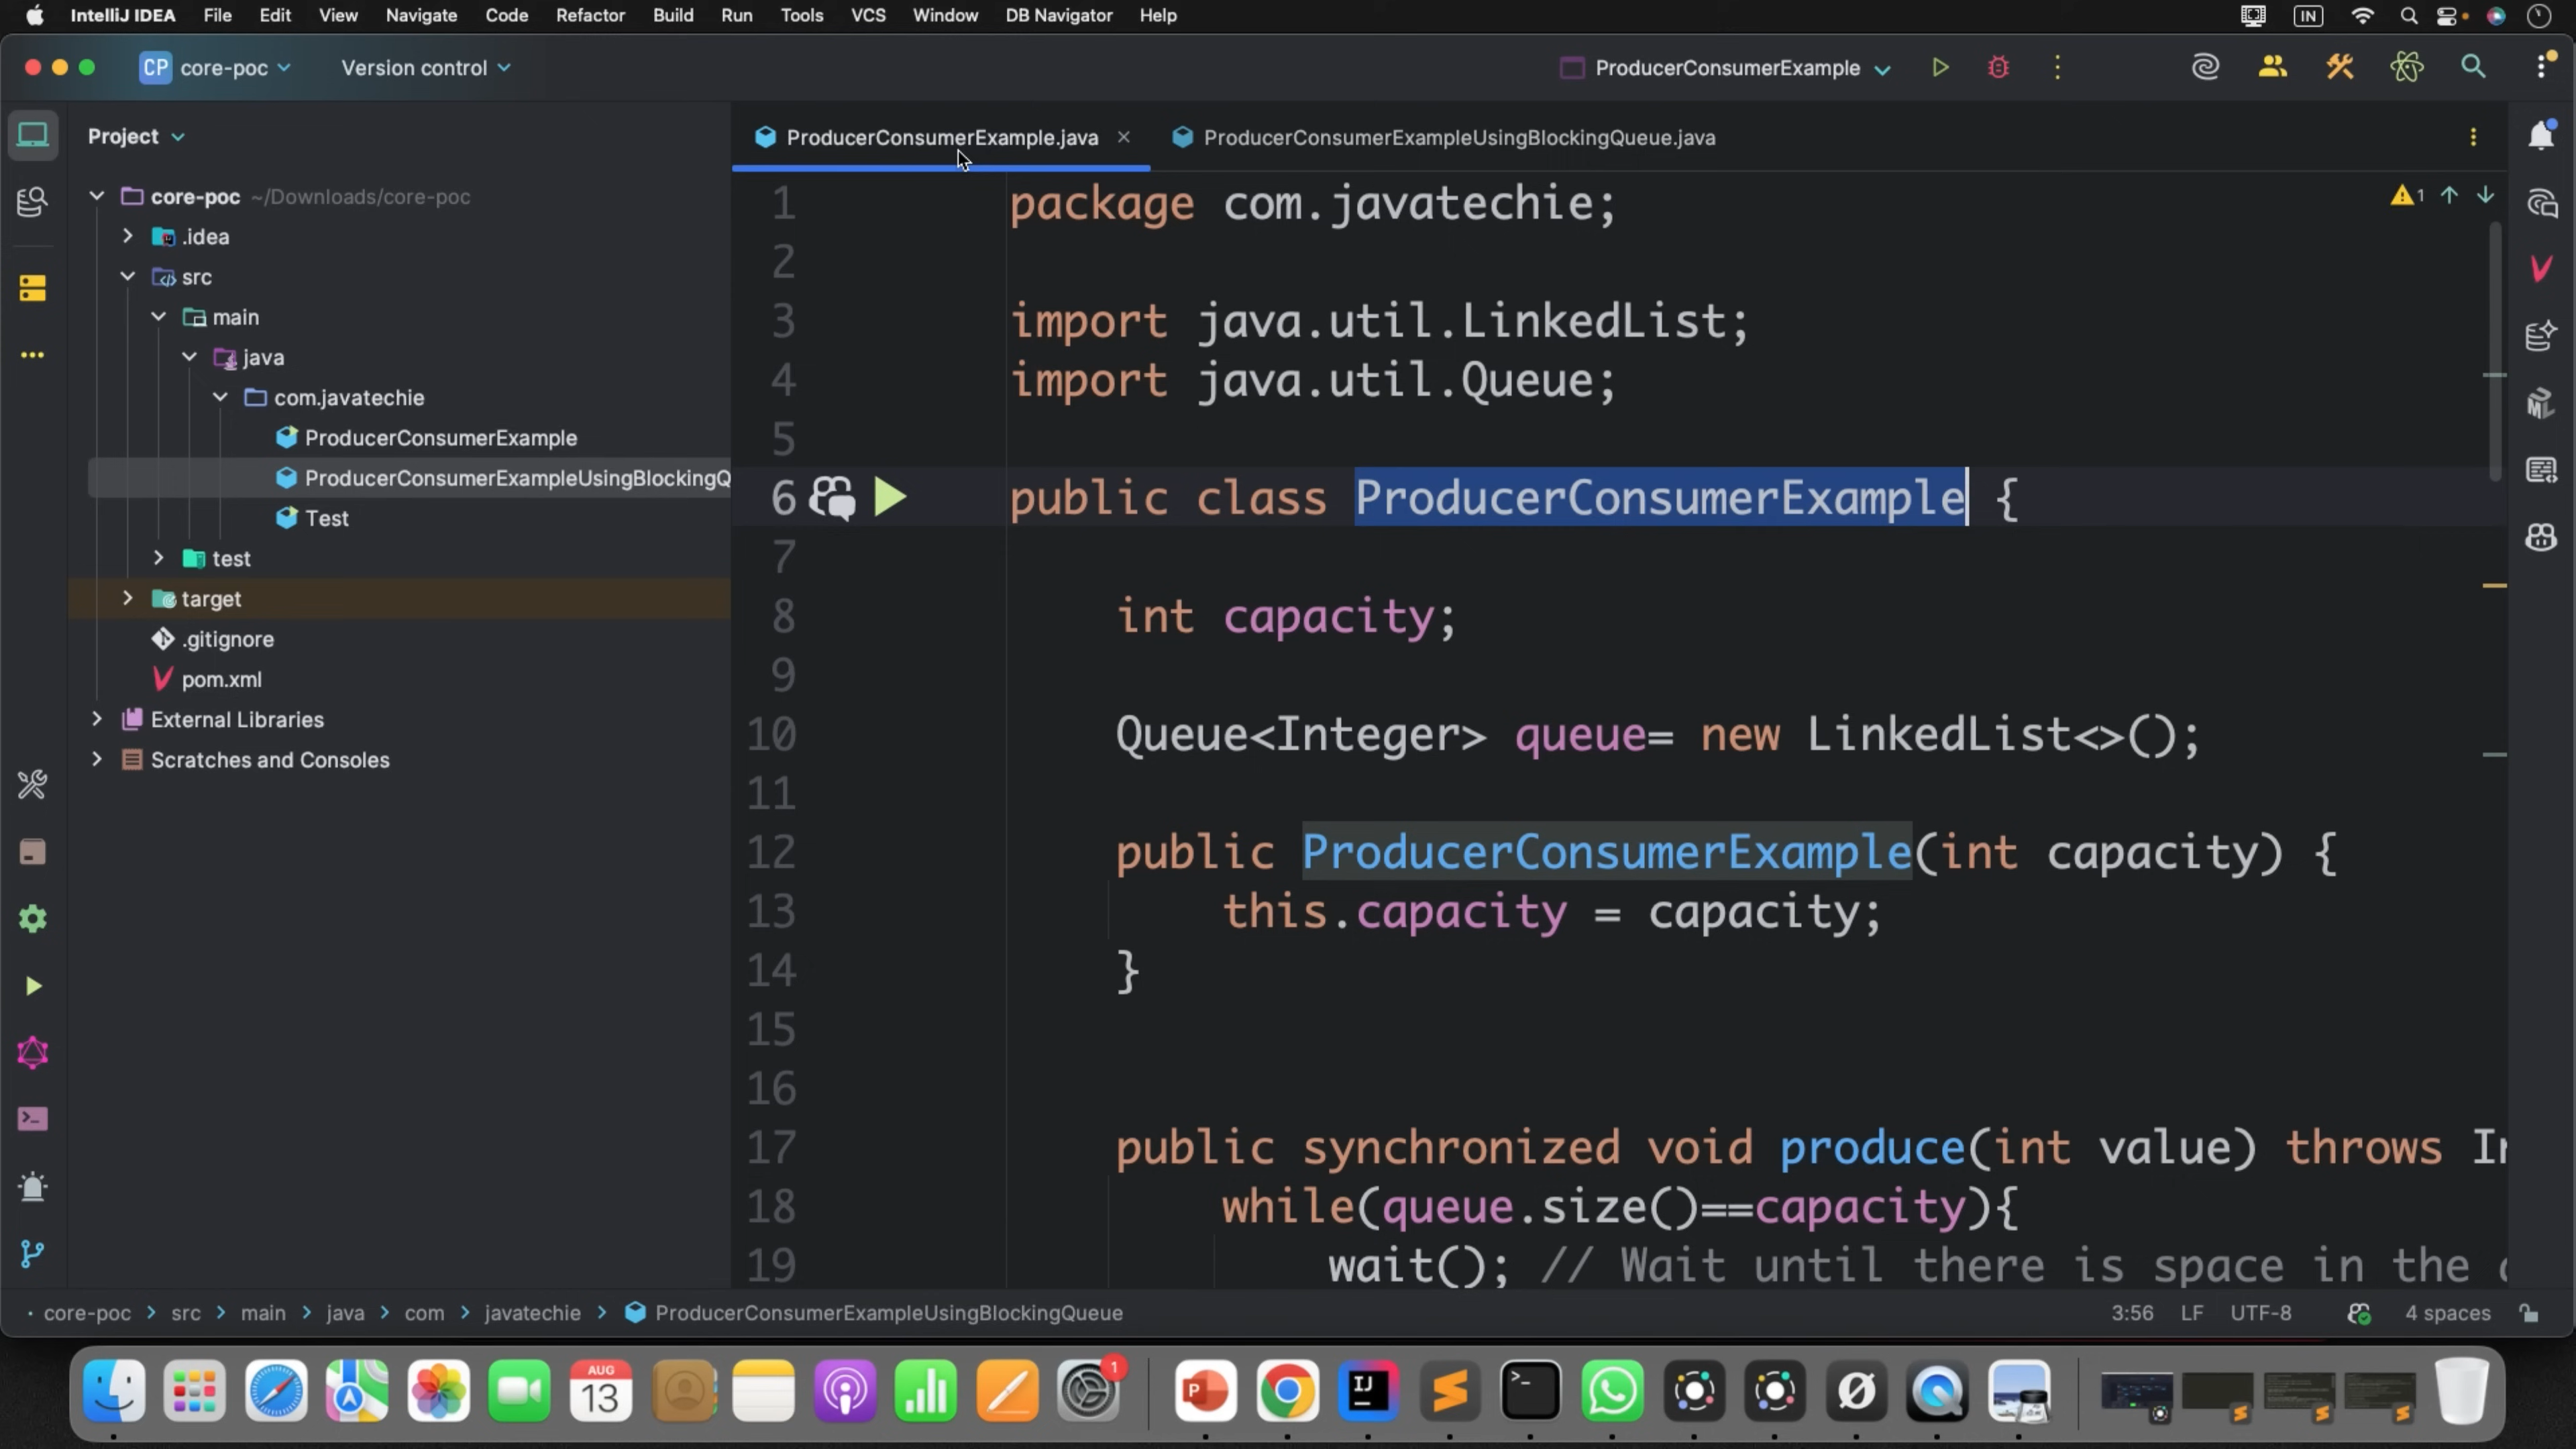 IntelliJ IDEA File Edit View Navigate Code Refactor Build Run Tools VCS Window DB Navigator Help
IN
CP core-poc Version control ProducerConsumerExample
Project
core-poc ~/Downloads/core-poc
.idea
src
main
java
com.javatechie
ProducerConsumerExample
ProducerConsumerExampleUsingBlockingQ
Test
test
target
.gitignore
pom.xml
External Libraries
Scratches and Consoles
ProducerConsumerExample.java ProducerConsumerExampleUsingBlockingQueue.java
1
1 package com.javatechie;
2
3 import java.util.LinkedList;
4 import java.util.Queue;
5
6 public class ProducerConsumerExample {
7
8 int capacity;
9
10 Queue<Integer> queue= new LinkedList<>();
11
12 public ProducerConsumerExample(int capacity) {
13 this.capacity = capacity;
14 }
15
16
17 public synchronized void produce(int value) throws In
18 while(queue.size()==capacity){
19 wait(); // Wait until there is space in the
core-poc > src > main > java > com > javatechie > ProducerConsumerExampleUsingBlockingQueue
3:56 LF UTF-8 4 spaces
AUG
13
1
P
IJ